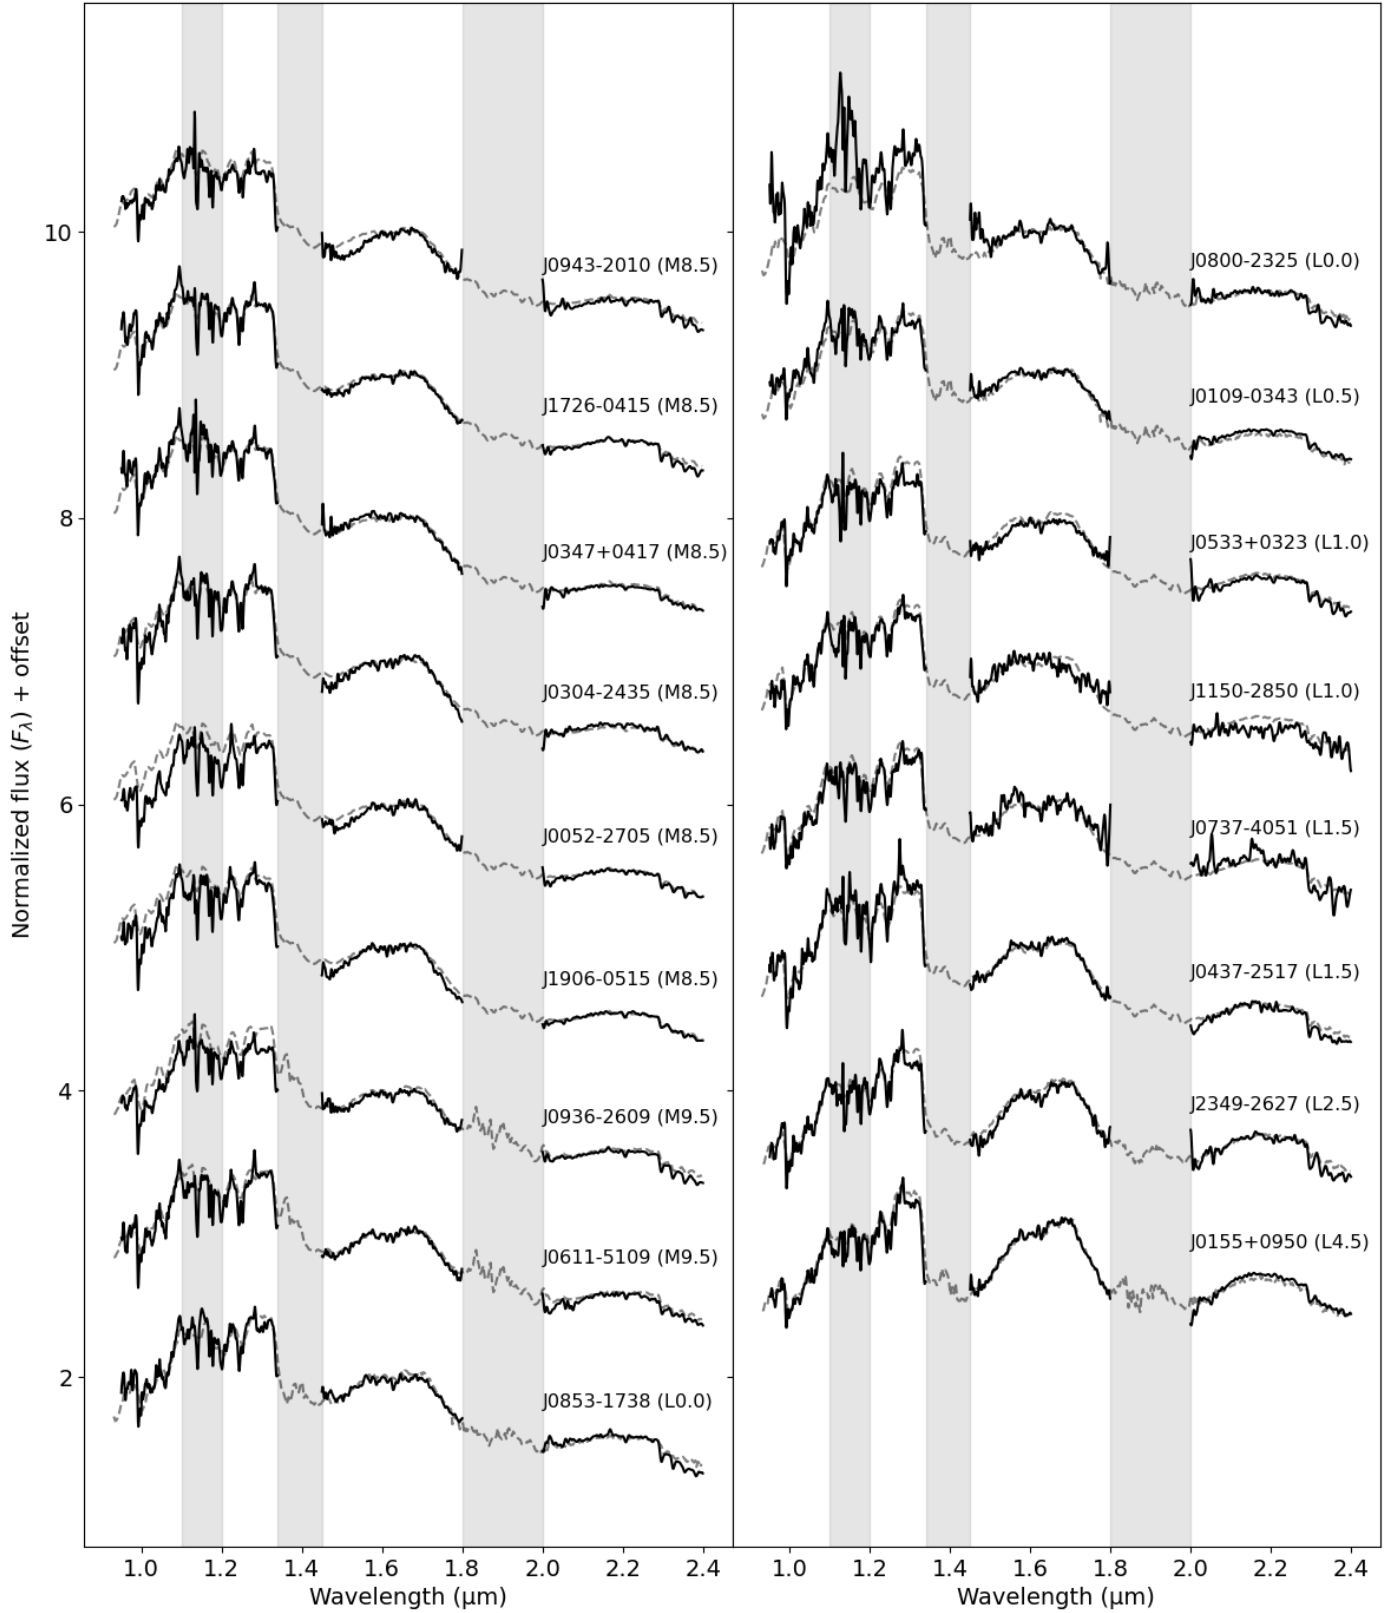 Normalized flux (Fλ) + offset
10
8
6
4
2
J0943-2010 (M8.5)
J1726-0415 (M8.5)
J0347+0417 (M8.5)
J0304-2435 (M8.5)
J0052-2705 (M8.5)
J1906-0515 (M8.5)
J0936-2609 (M9.5)
J0611-5109 (M9.5)
J0853-1738 (L0.0)
1.0 1.2 1.4 1.6 1.8 2.0 2.2 2.4
Wavelength (μm)
J0800-2325 (L0.0)
J0109-0343 (L0.5)
J0533+0323 (L1.0)
J1150-2850 (L1.0)
J0737-4051 (L1.5)
J0437-2517 (L1.5)
J2349-2627 (L2.5)
J0155+0950 (L4.5)
1.0 1.2 1.4 1.6 1.8 2.0 2.2 2.4
Wavelength (μm)